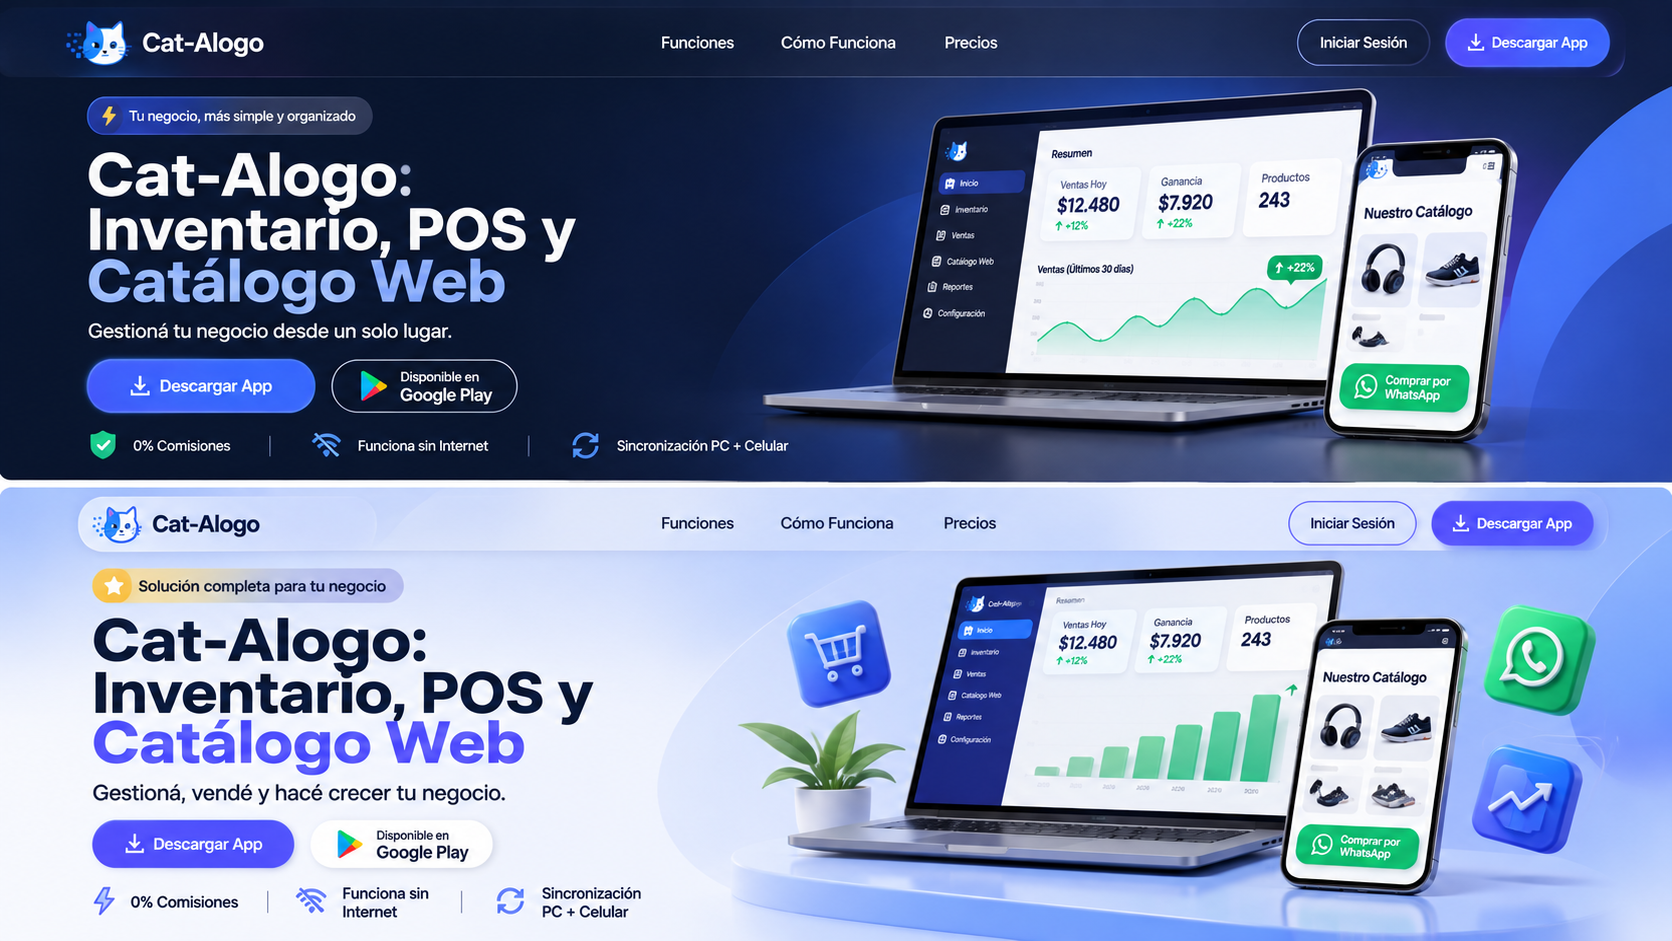 Cat-Alogo
Funciones
Cómo Funciona
Precios
Iniciar Sesión
Descargar App
Tu negocio, más simple y organizado
Cat-Alogo:
Inventario, POS y
Catálogo Web
Gestioná tu negocio desde un solo lugar.
Descargar App
Disponible en
Google Play
0% Comisiones
Funciona sin Internet
Sincronización PC + Celular
Inicio
Inventario
Ventas
Catálogo Web
Reportes
Configuración
Resumen
Ventas Hoy
$12.480
+12%
Ganancia
$7.920
+22%
Productos
243
Ventas (Últimos 30 dias)
+22%
Nuestro Catálogo
Comprar por
WhatsApp
Cat-Alogo
Funciones
Cómo Funciona
Precios
Iniciar Sesión
Descargar App
Solución completa para tu negocio
Cat-Alogo:
Inventario, POS y
Catálogo Web
Gestioná, vendé y hacé crecer tu negocio.
Descargar App
Disponible en
Google Play
0% Comisiones
Funciona sin
Internet
Sincronización
PC + Celular
Inicio
Inventario
Ventas
Catalogo Web
Reportes
Configuración
Resumen
Ventas Hoy
$12.480
+12%
Ganancia
$7.920
+22%
Productos
243
Nuestro Catálogo
Comprar por
WhatsApp